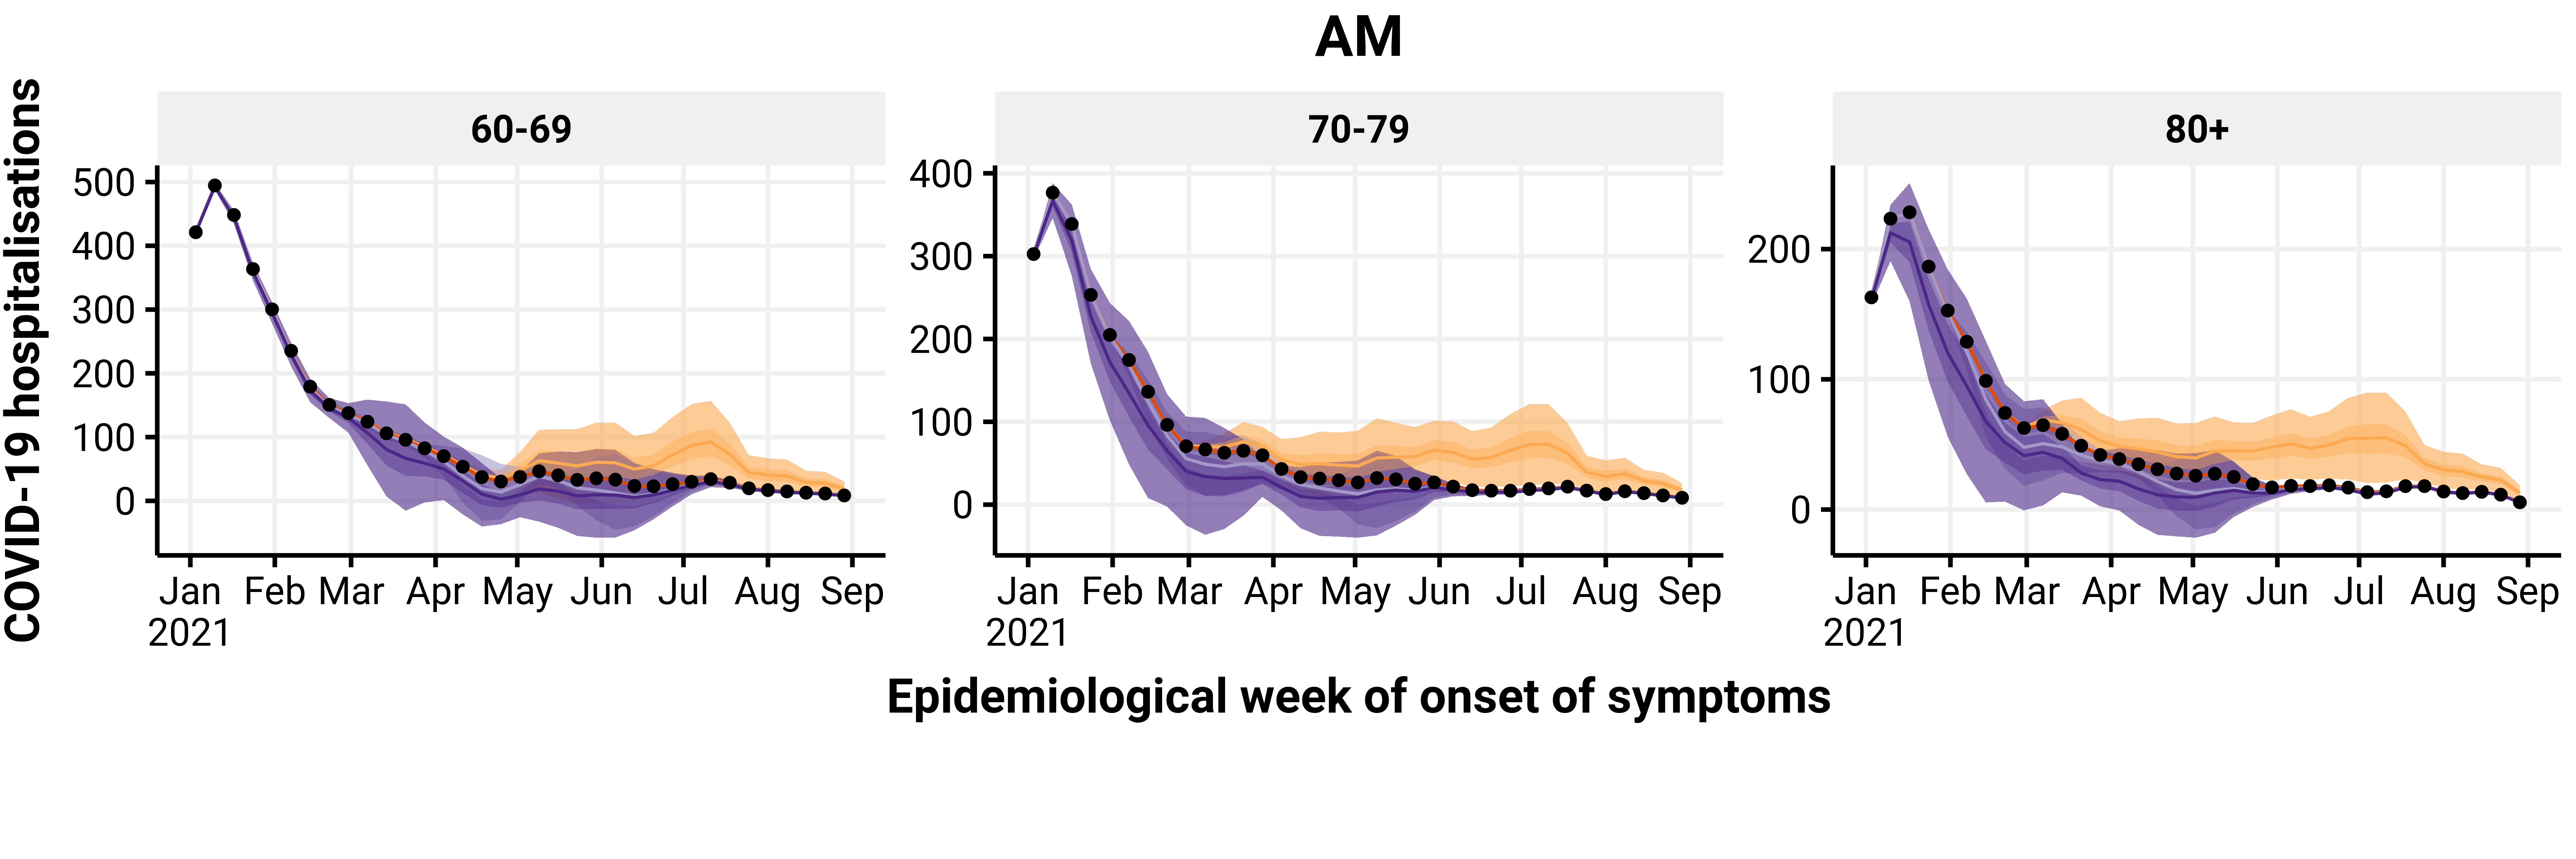 AM
60-69 70-79 80+
COVID-19 hospitalisations
500
400
300
200
100
0
400
300
200
100
0
200
100
0
Jan Feb Mar Apr May Jun Jul Aug Sep
2021
Jan Feb Mar Apr May Jun Jul Aug Sep
2021
Jan Feb Mar Apr May Jun Jul Aug Sep
2021
Epidemiological week of onset of symptoms